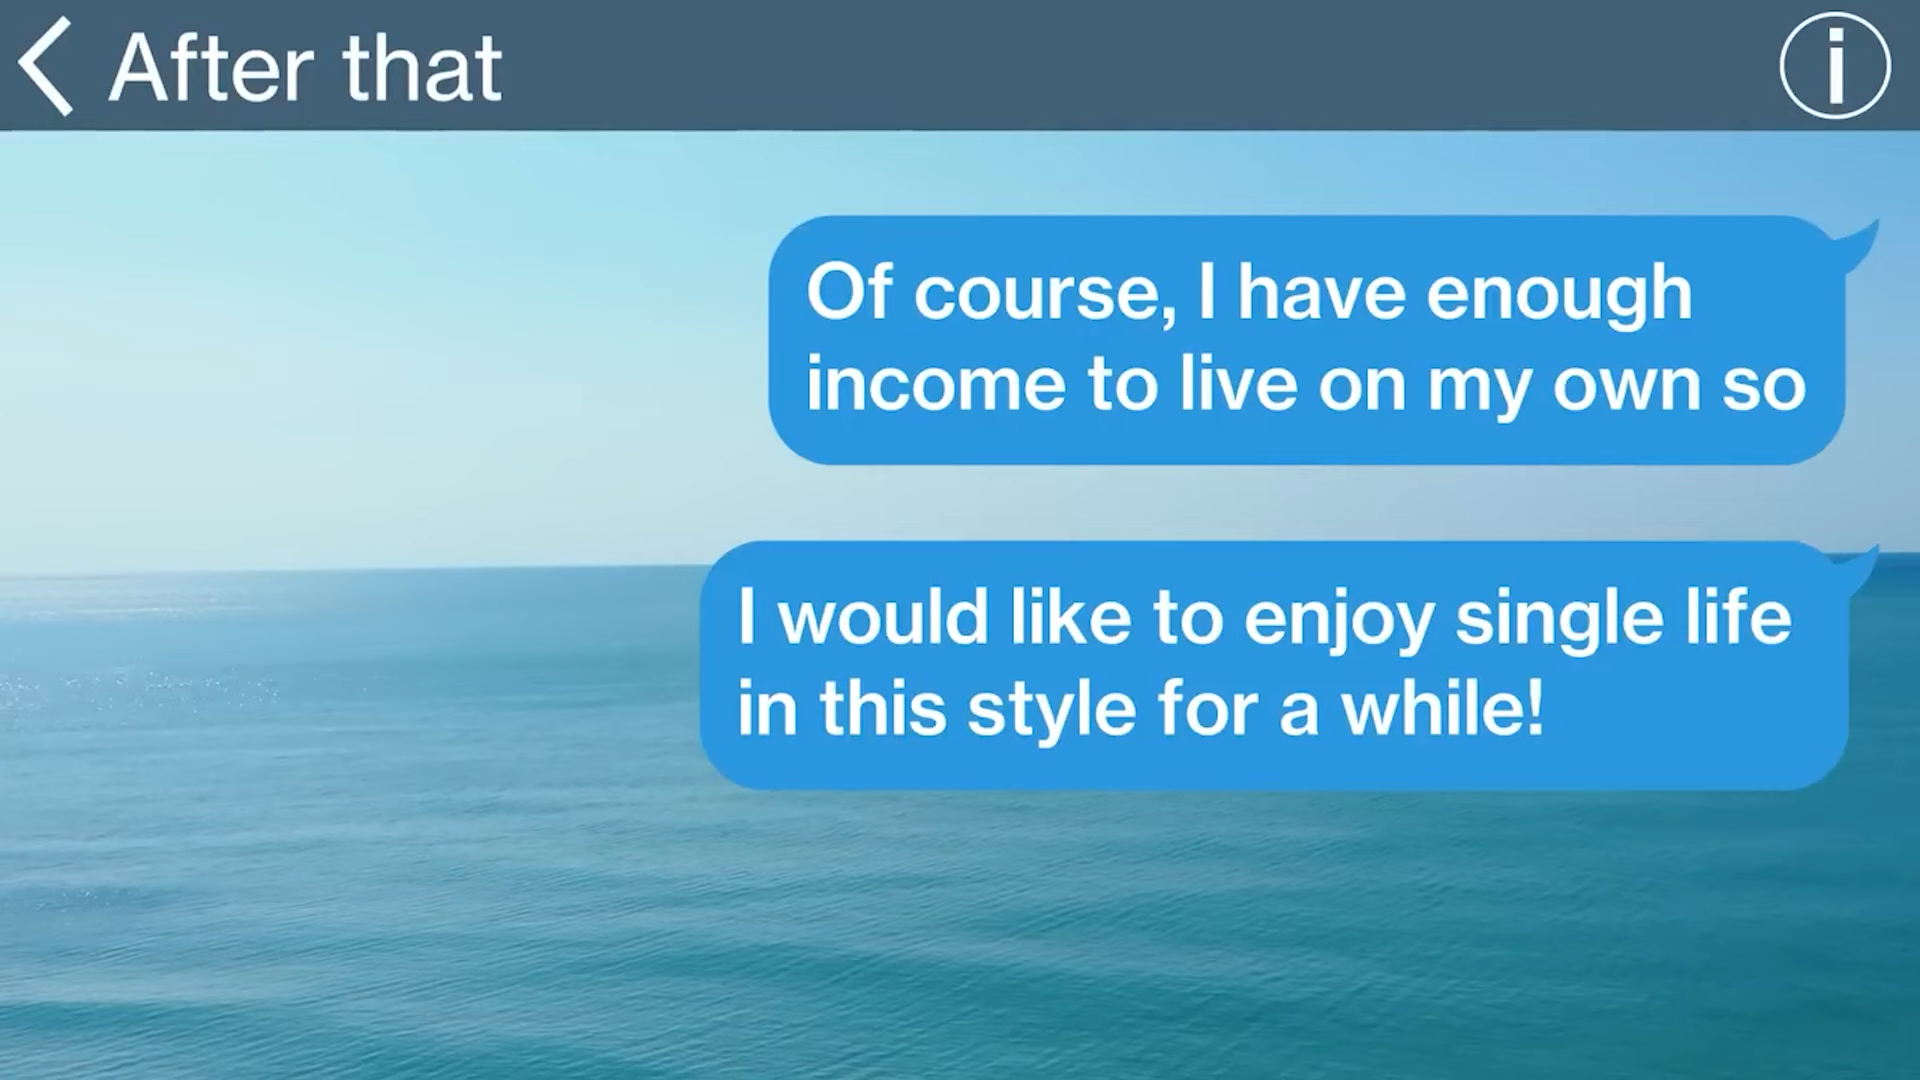 After that
Of course, I have enough
income to live on my own so
I would like to enjoy single life
in this style for a while!